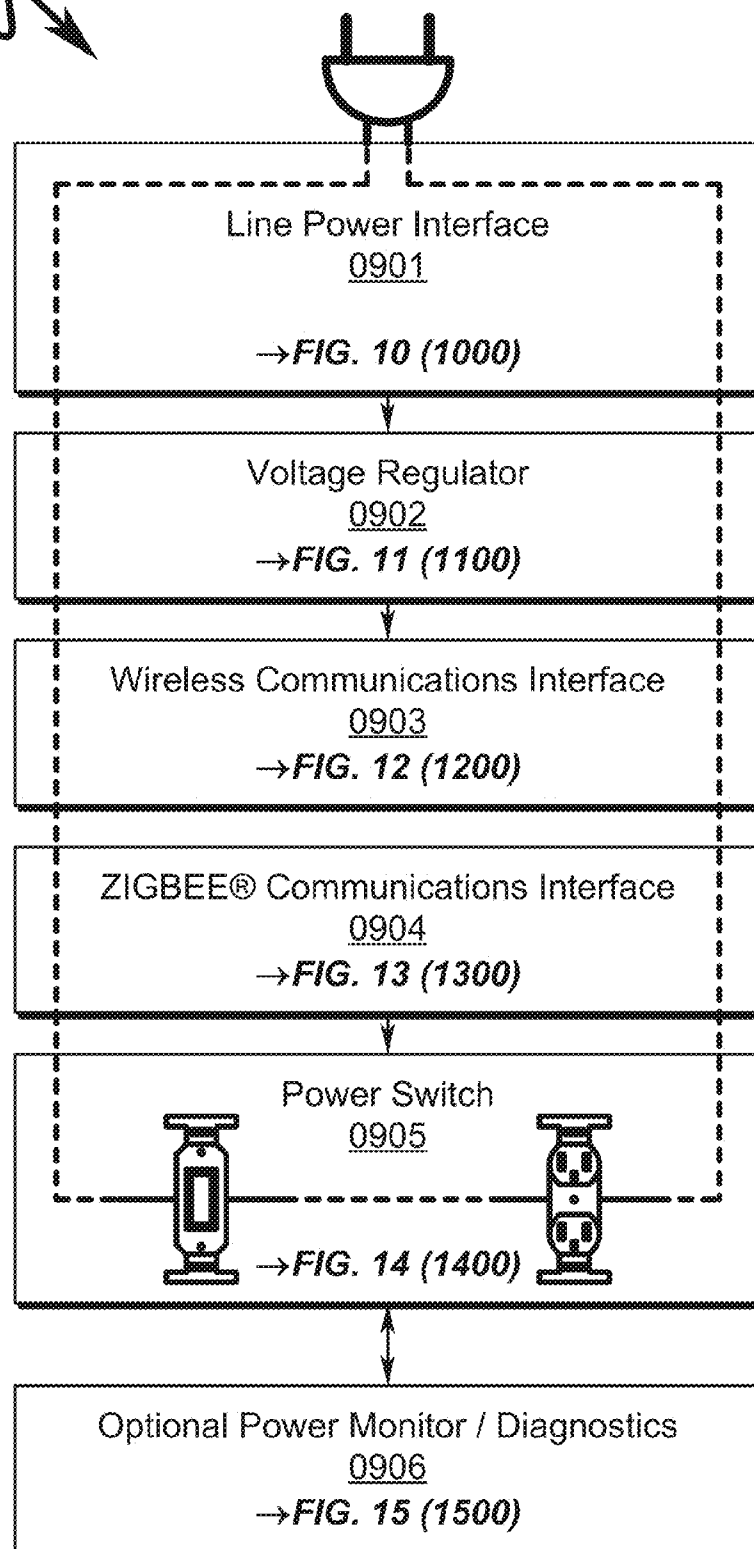 Line Power Interface
0901
→FIG. 10 (1000)
Voltage Regulator
0902
→FIG. 11 (1100)
Wireless Communications Interface
0903
→FIG. 12 (1200)
ZIGBEE® Communications Interface
0904
→FIG. 13 (1300)
Power Switch
0905
→FIG. 14 (1400)
Optional Power Monitor / Diagnostics
0906
→FIG. 15 (1500)